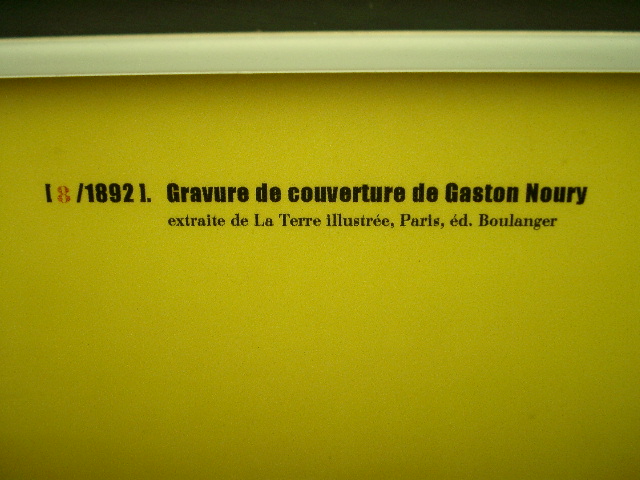 [ 8 /1892 ]. Gravure de couverture de Gaston Noury
extraite de La Terre illustrée, Paris, éd. Boulanger